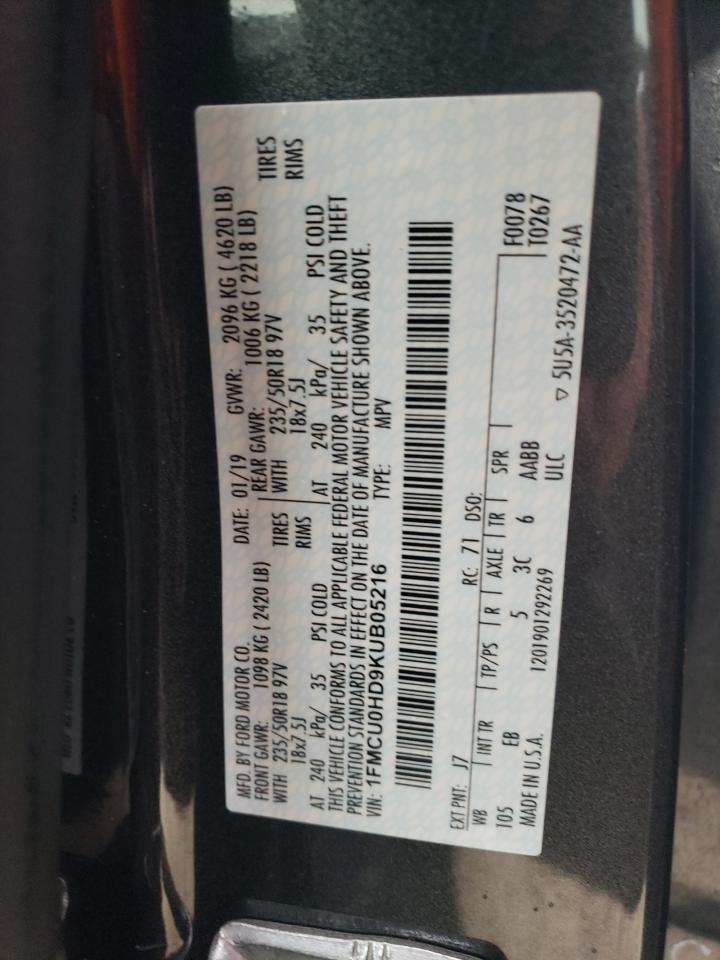 MFD. BY FORD MOTOR CO.
DATE: 01/19 GVWR: 2096 KG ( 4620 LB)
FRONT GAWR: 1098 KG ( 2420 LB) REAR GAWR: 1006 KG ( 2218 LB)
WITH 235/50R18 97V TIRES WITH 235/50R18 97V TIRES
18x7.5J RIMS 18x7.5J RIMS
AT 240 kPa/ 35 PSI COLD AT 240 kPa/ 35 PSI COLD
THIS VEHICLE CONFORMS TO ALL APPLICABLE FEDERAL MOTOR VEHICLE SAFETY AND THEFT
PREVENTION STANDARDS IN EFFECT ON THE DATE OF MANUFACTURE SHOWN ABOVE.
VIN: 1FMCU0HD9KUB05216 TYPE: MPV
EXT PNT: J7 RC: 71 DSO:
WB INT TR TP/PS R AXLE TR SPR F0078
105 EB 5 3C 6 AABB T0267
MADE IN U.S.A. 1201901292269 ULC ▽ 5U5A-3520472-AA